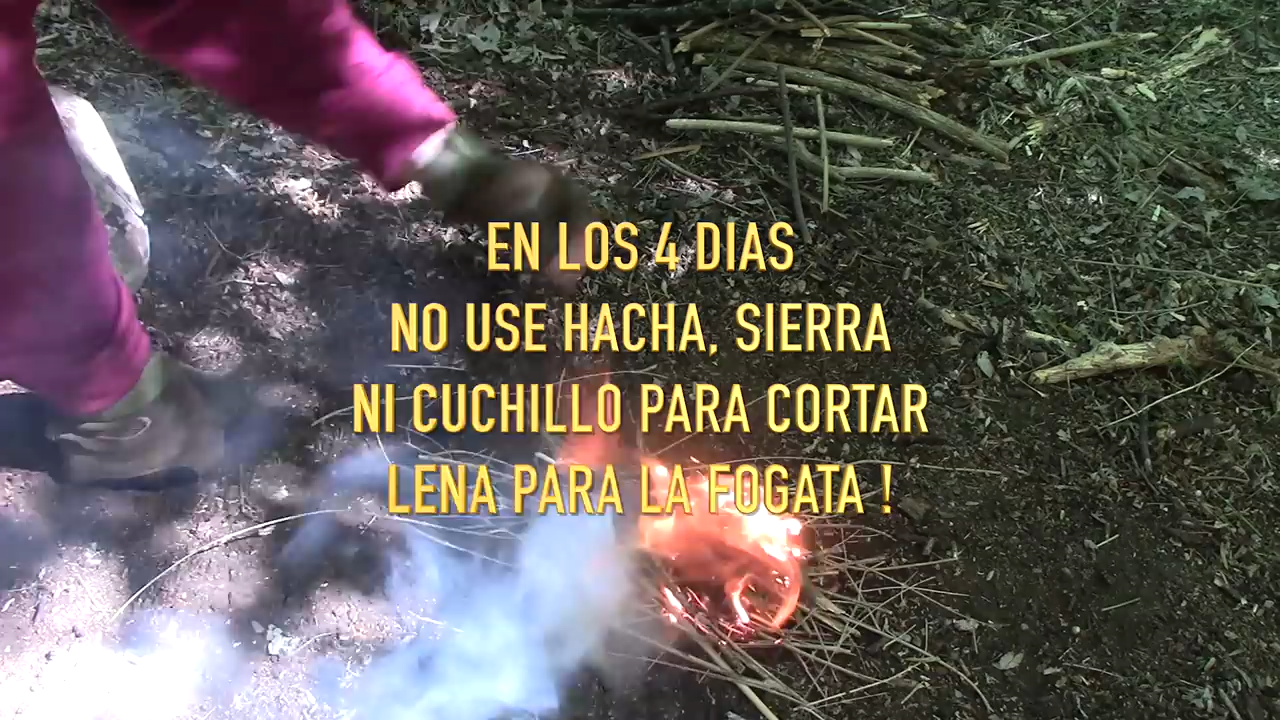 EN LOS 4 DIAS
NO USE HACHA, SIERRA
NI CUCHILLO PARA CORTAR
LENA PARA LA FOGATA !